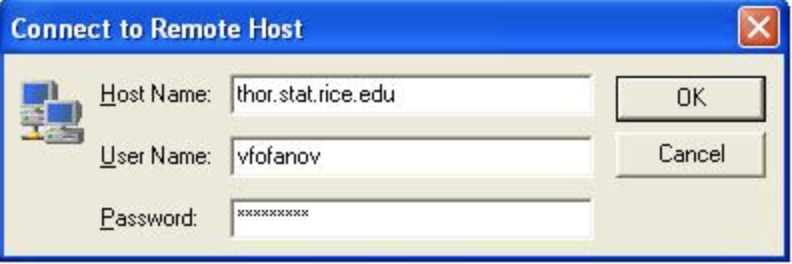 Connect to Remote Host
Host Name: thor.stat.rice.edu OK
User Name: vfofanov Cancel
Password: *********